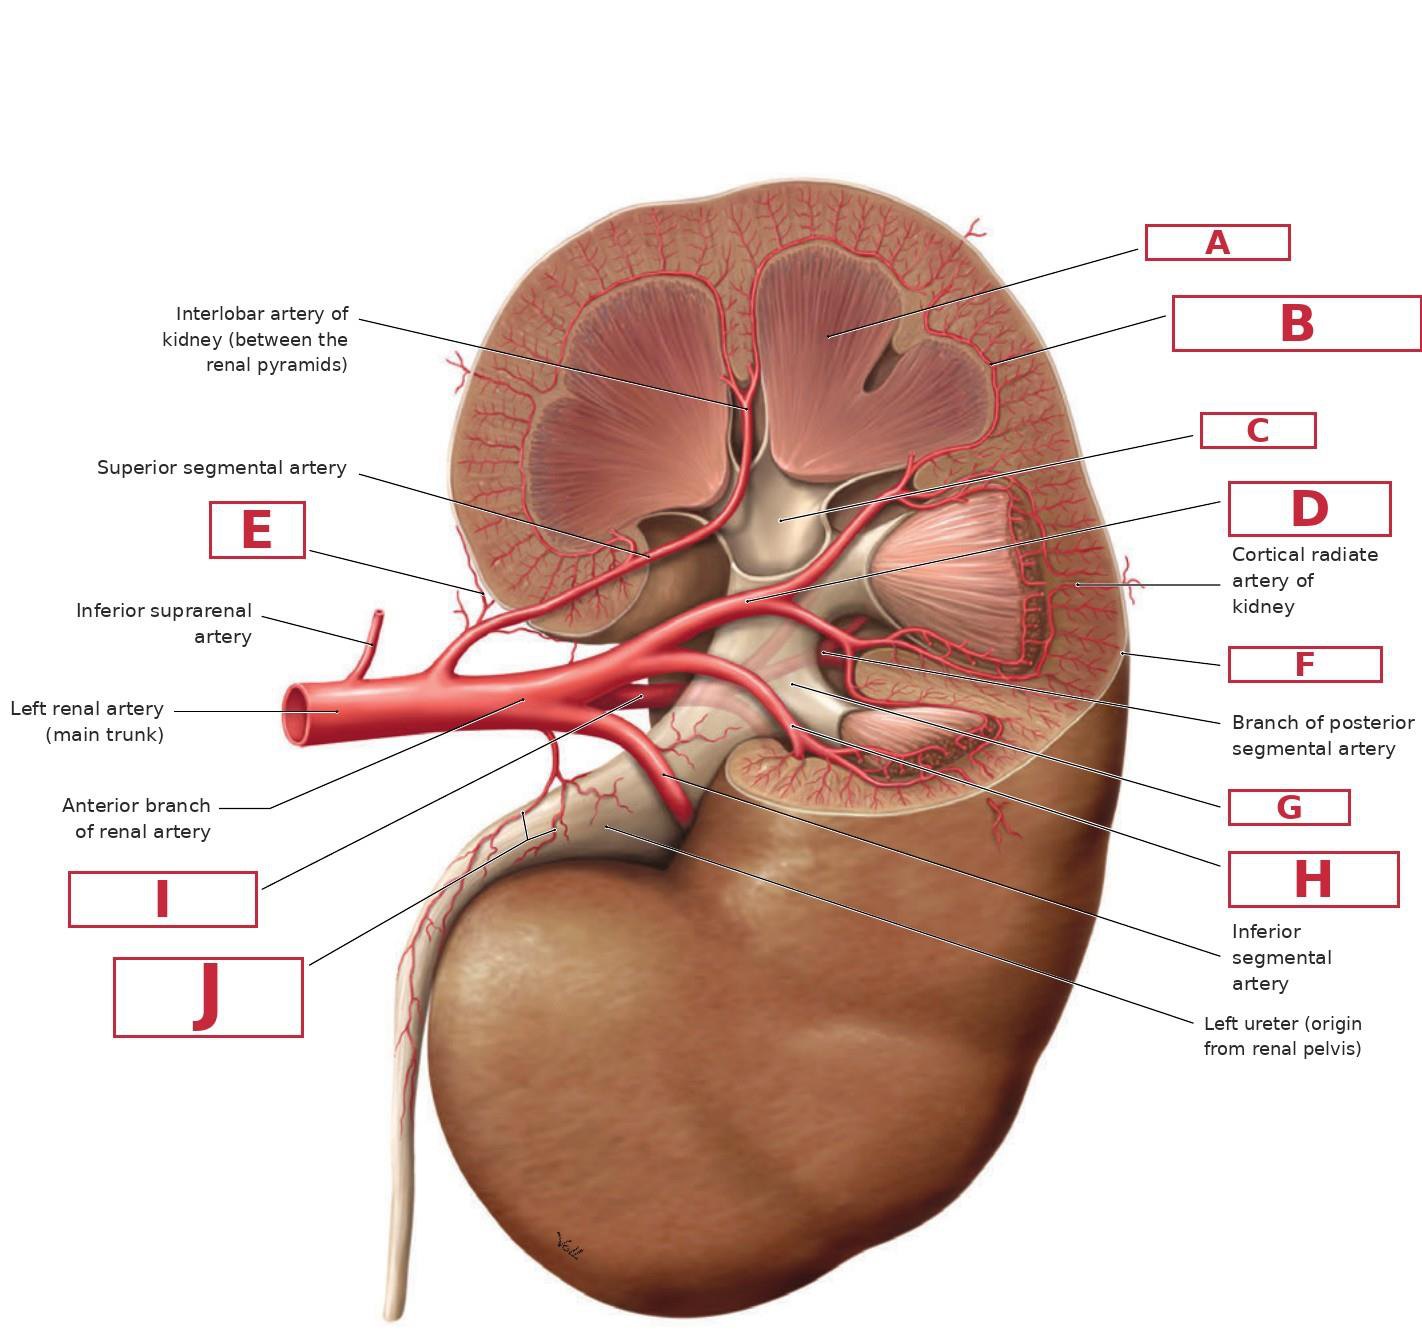 A
B
Interlobar artery of
kidney (between the
renal pyramids)
C
Superior segmental artery
D
E
Cortical radiate
artery of
kidney
Inferior suprarenal
artery
F
Left renal artery
(main trunk)
Branch of posterior
segmental artery
Anterior branch
of renal artery
G
H
I
Inferior
segmental
artery
J
Left ureter (origin
from renal pelvis)